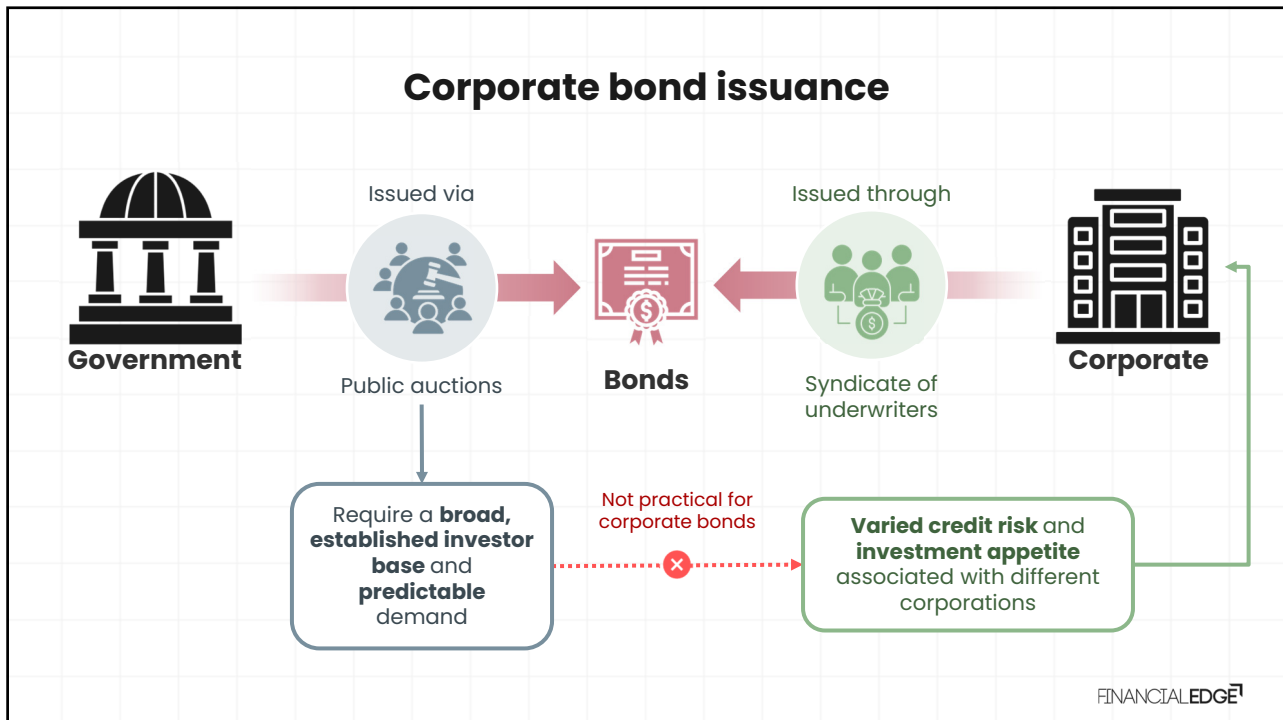 Corporate bond issuance
Issued via
Issued through
Government
Public auctions
Bonds
Syndicate of
underwriters
Corporate
Require a broad,
established investor
base and
predictable
demand
Not practical for
corporate bonds
Varied credit risk and
investment appetite
associated with different
corporations
FINANCIALEDGE